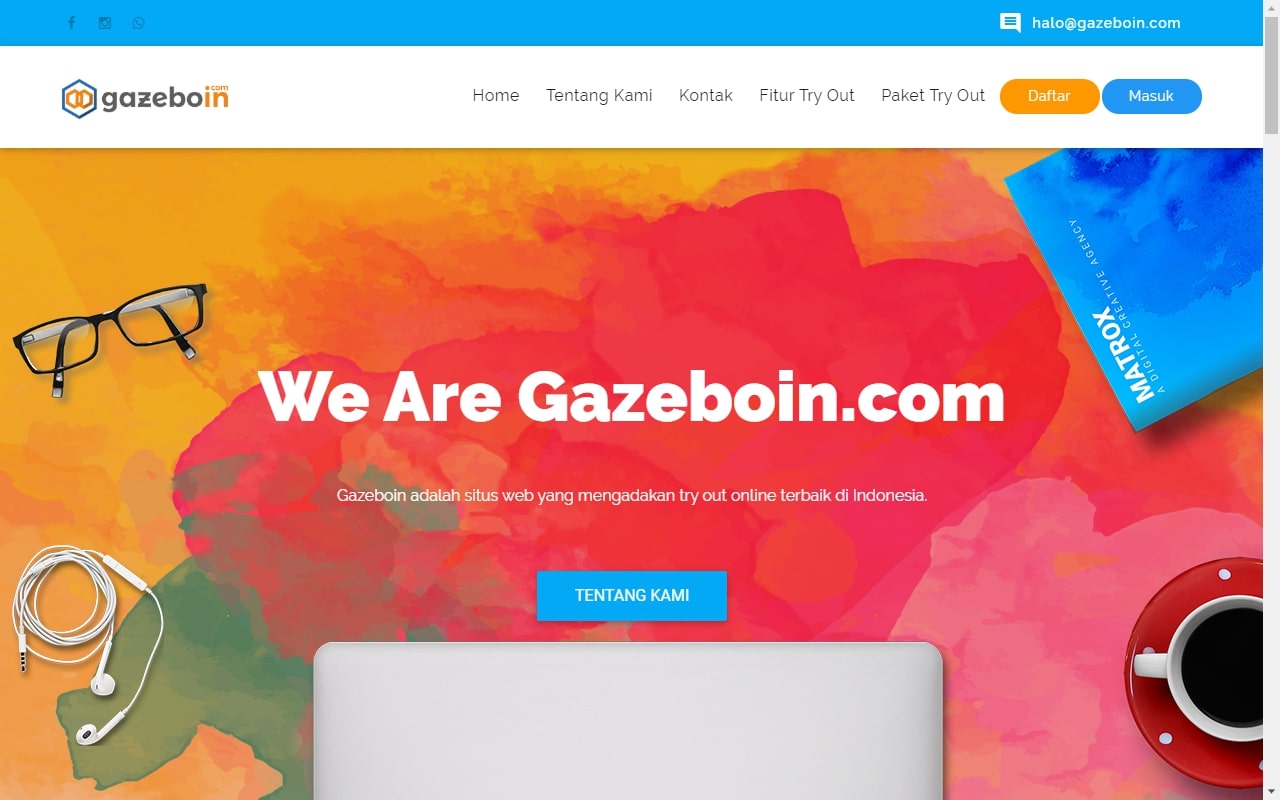 halo@gazeboin.com
gazeboin.com
Home Tentang Kami Kontak Fitur Try Out Paket Try Out Daftar Masuk
MATROX
A DIGITAL CREATIVE AGENCY
We Are Gazeboin.com
Gazeboin adalah situs web yang mengadakan try out online terbaik di Indonesia.
TENTANG KAMI